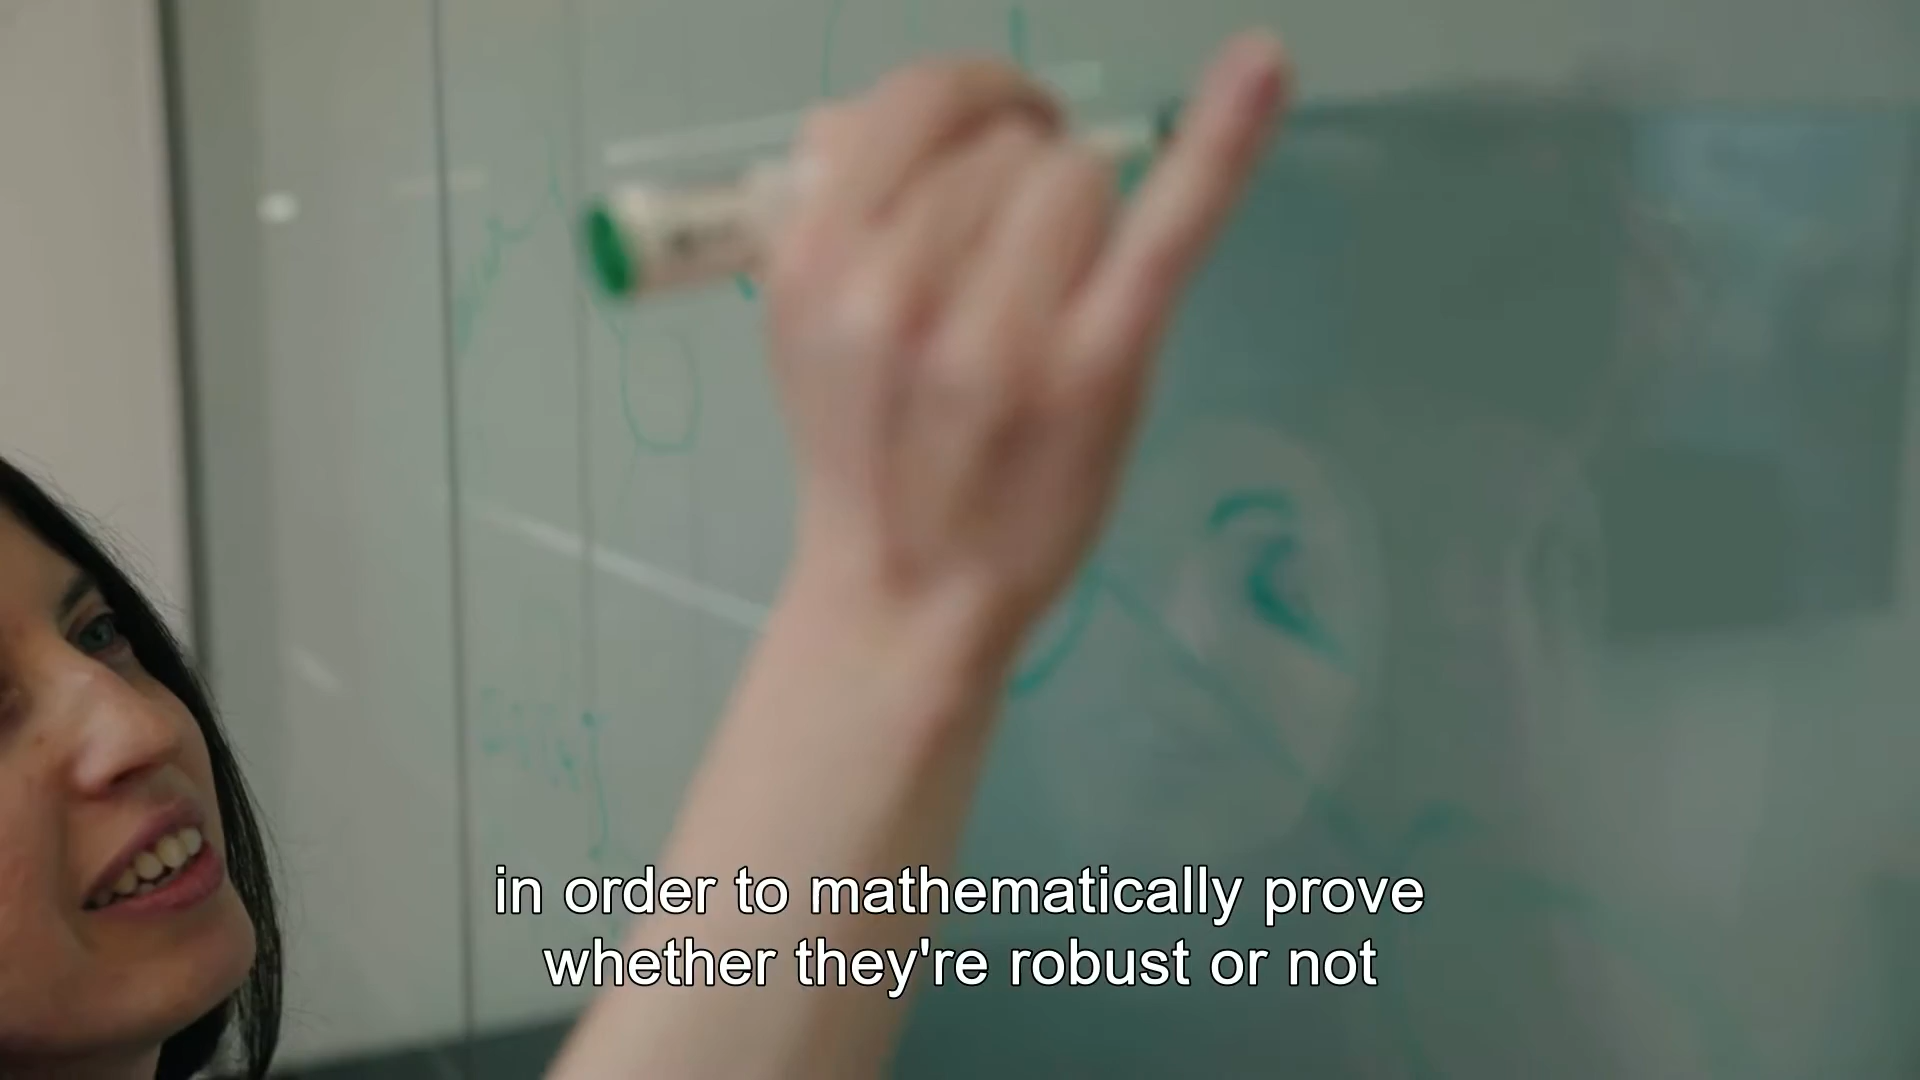 in order to mathematically prove
whether they're robust or not